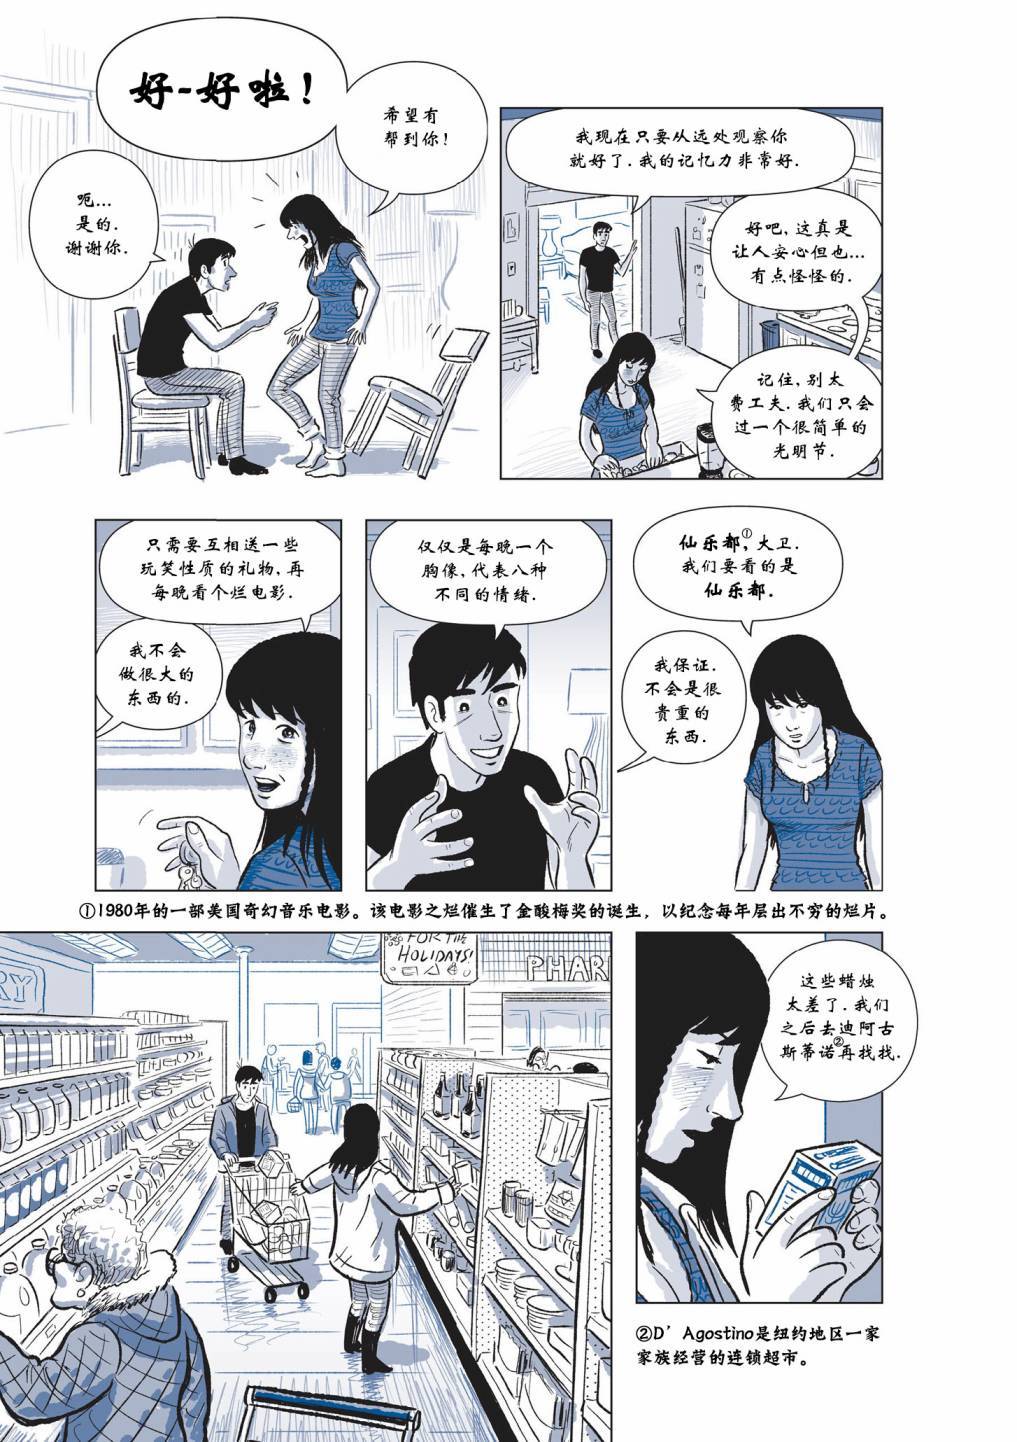 好-好啦！
希望有
帮到你！
呃...
是的.
谢谢你.
我现在只要从远处观察你
就好了.我的记忆力非常好.
好吧,这真是
让人安心但也...
有点怪怪的.
记住,别太
费工夫.我们只会
过一个很简单的
光明节.
只需要互相送一些
玩笑性质的礼物,再
每晚看个烂电影.
我不会
做很大的
东西的.
仅仅是每晚一个
胸像,代表八种
不同的情绪.
仙乐都①,大卫.
我们要看的是
仙乐都.
我保证.
不会是很
贵重的
东西.
①1980年的一部美国奇幻音乐电影。该电影之烂催生了金酸梅奖的诞生，以纪念每年层出不穷的烂片。
RY
FOR THE
HOLIDAYS!
PHAR
这些蜡烛
太差了.我们
之后去迪阿古
斯蒂诺②再找找.
②D’Agostino是纽约地区一家
家族经营的连锁超市。